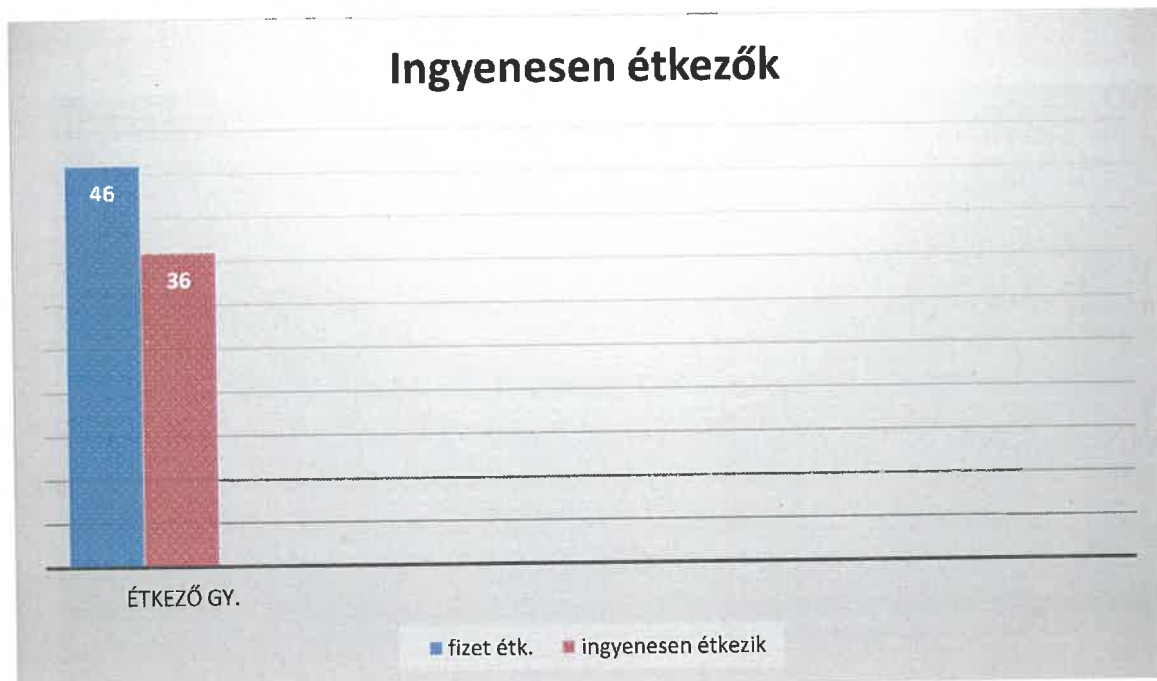 Ingyenesen étkezők
46
36
ÉTKEZŐ GY.
fizet étk. ingyenesen étkezik